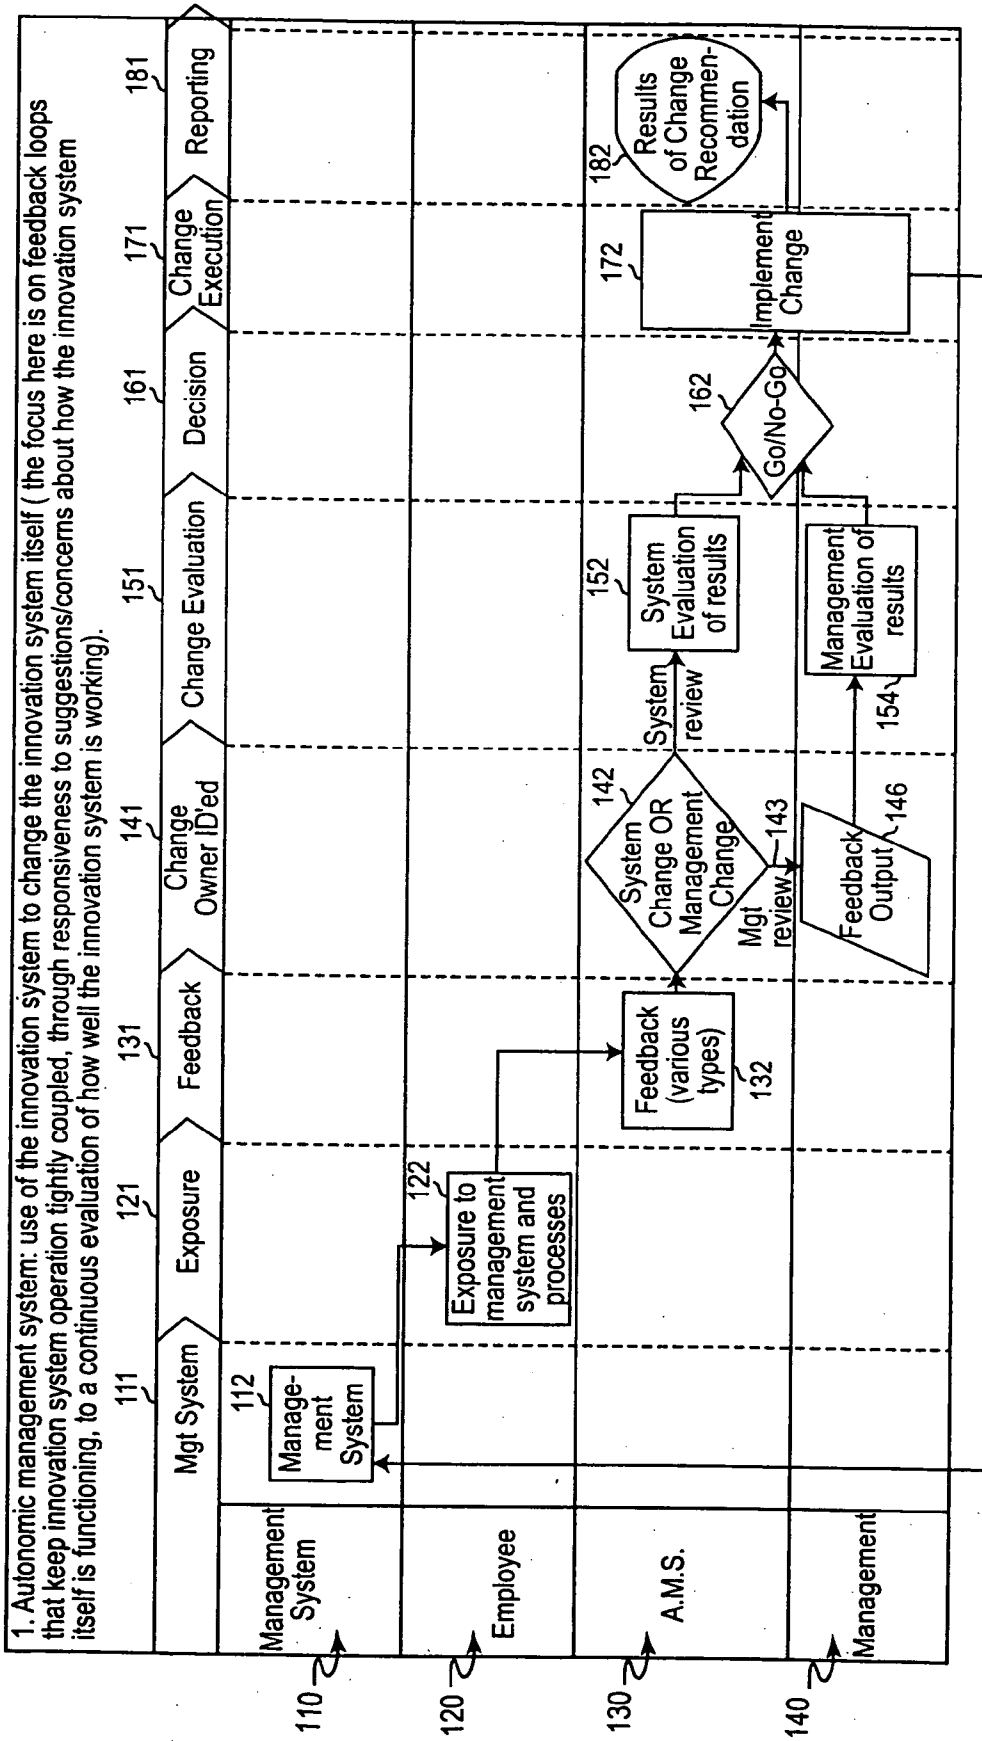 1. Autonomic management system: use of the innovation system to change the innovation system itself ( the focus here is on feedback loops
that keep innovation system operation tightly coupled, through responsiveness to suggestions/concerns about how the innovation system
itself is functioning, to a continuous evaluation of how well the innovation system is working).
111
121
131
141
151
161
171
181
Mgt System
Exposure
Feedback
Change
Owner ID'ed
Change Evaluation
Decision
Change
Execution
Reporting
110
Management
System
112
Manage-
ment
System
120
Employee
122
Exposure to
management
system and
processes
130
A.M.S.
Feedback
(various
types)
132
142
System
Change OR
Management
Change
System
review
Mgt
review
143
152
System
Evaluation
of results
162
Go/No-Go
172
Implement
Change
182
Results
of Change
Recommen-
dation
140
Management
Feedback
Output
146
154
Management
Evaluation of
results